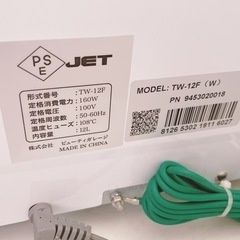 PS
E
JET
形式番号: TW-12F
定格消費電力: 160W
定格電圧: 100V
定格周波数: 50-60Hz
温度ヒューズ: 108℃
内容量: 12L
株式会社 ビューティガレージ
MADE IN CHINA
MODEL: TW-12F (W)
PN 9453020018
8126 5302 1811 6027